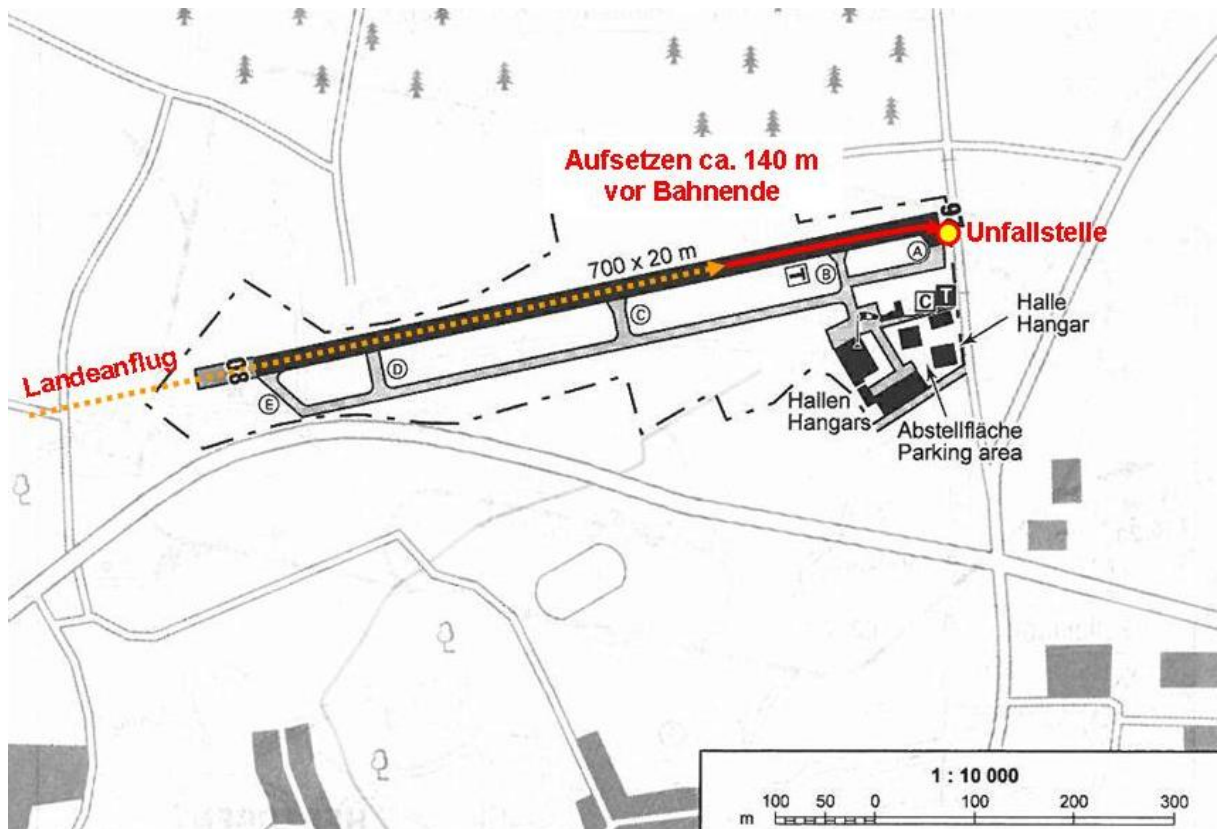 Aufsetzen ca. 140 m
vor Bahnende
Unfallstelle
700 x 20 m
T
B
A
C
C
T
Halle
Hangar
Landeanflug
08
D
E
Hallen
Hangars
Abstellfläche
Parking area
1 : 10 000
m 100 50 0 100 200 300